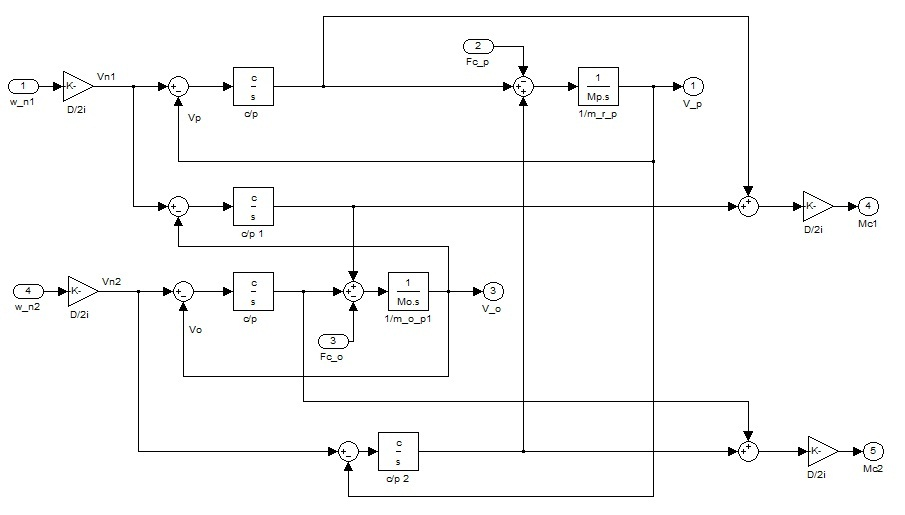 2
Fc_p
1
w_n1
K-
D/2i
Vn1
+
−
Vp
c
s
c/p
−
+
+
1
Mp.s
1/m_r_p
1
V_p
+
−
c
s
c/p 1
+
+
K-
D/2i
4
Mc1
4
w_n2
K-
D/2i
Vn2
+
−
Vo
c
s
c/p
+
+
−
1
Mo.s
1/m_o_p1
3
V_o
3
Fc_o
+
−
c
s
c/p 2
+
+
K-
D/2i
5
Mc2